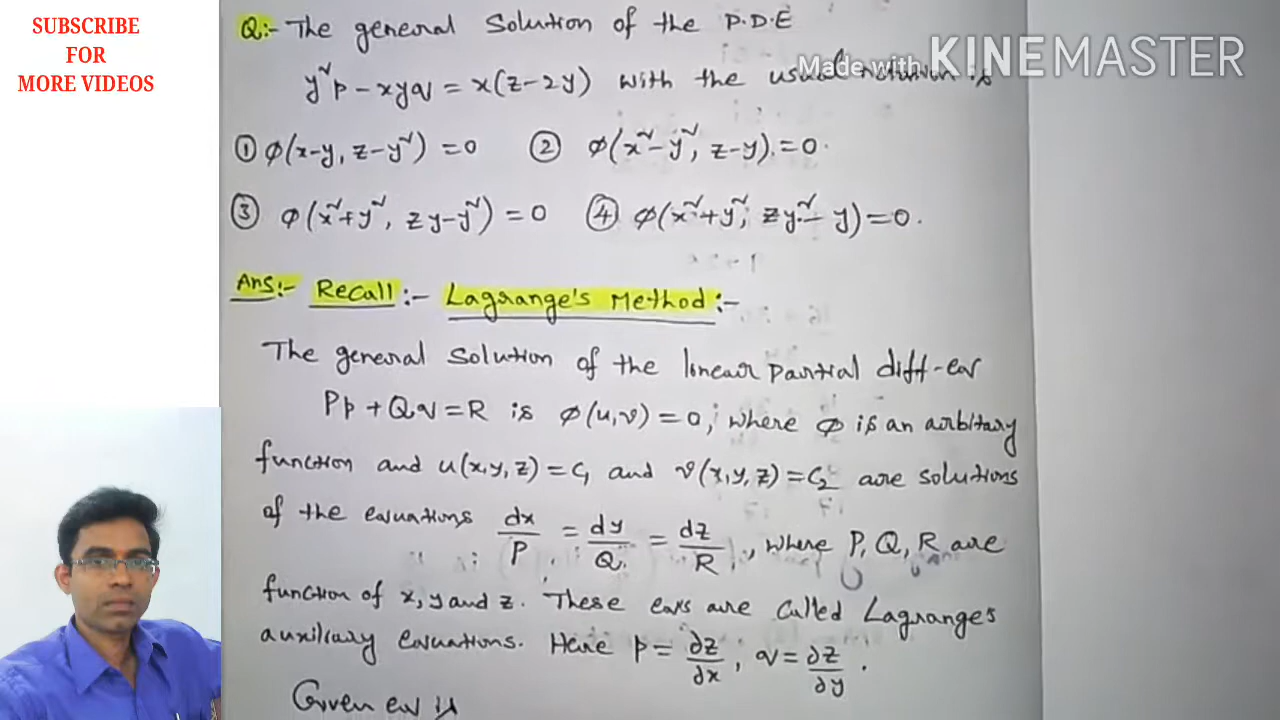 SUBSCRIBE
FOR
MORE VIDEOS
Made with KINEMASTER
Q:- The general Solution of the P.D.E
y²p - xyq = x(z-2y) with the usual notation is
① φ(x-y, z-y²) = 0 ② φ(x²-y², z-y) = 0.
③ φ(x²+y², zy-y²) = 0 ④ φ(x²+y², zy²-y) = 0.
Ans:- Recall:- Lagrange's Method:-
The general solution of the linear partial diff-eq
Pp + Qq = R is φ(u,v) = 0, where φ is an arbitary
function and u(x,y,z) = C₁ and v(x,y,z) = C₂ are solutions
of the equations dx/P = dy/Q = dz/R, where P, Q, R are
function of x, y and z. These eqs are called Lagranges
auxiliary equations. Here p = ∂z/∂x, q = ∂z/∂y.
Given eq is